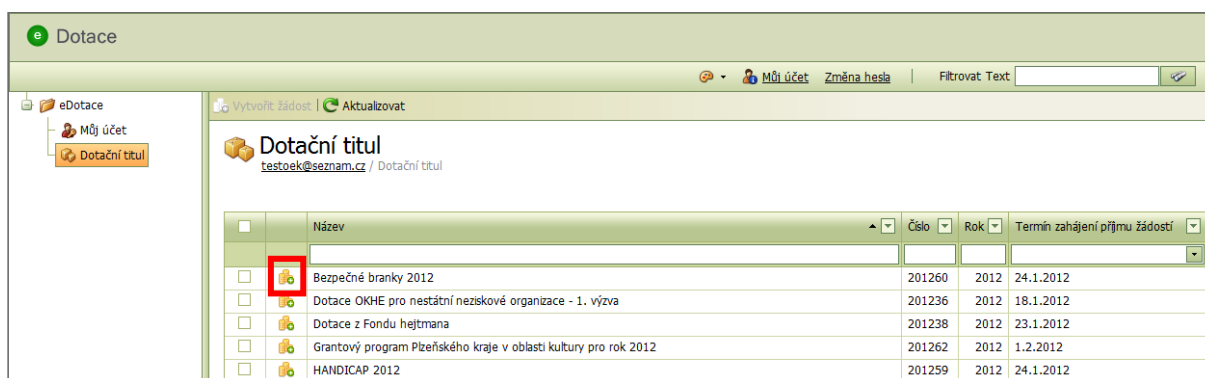 e Dotace
Můj účet Změna hesla | Filtrovat Text
eDotace
Můj účet
Dotační titul
Vytvořit žádost | Aktualizovat
Dotační titul
testoek@seznam.cz / Dotační titul
Název Číslo Rok Termín zahájení příjmu žádostí
Bezpečné branky 2012 201260 2012 24.1.2012
Dotace OKHE pro nestátní neziskové organizace - 1. výzva 201236 2012 18.1.2012
Dotace z Fondu hejtmana 201238 2012 23.1.2012
Grantový program Plzeňského kraje v oblasti kultury pro rok 2012 201262 2012 1.2.2012
HANDICAP 2012 201259 2012 24.1.2012